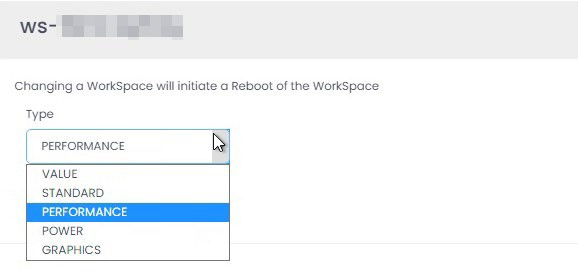 ws-
Changing a WorkSpace will initiate a Reboot of the WorkSpace
Type
PERFORMANCE
VALUE
STANDARD
PERFORMANCE
POWER
GRAPHICS